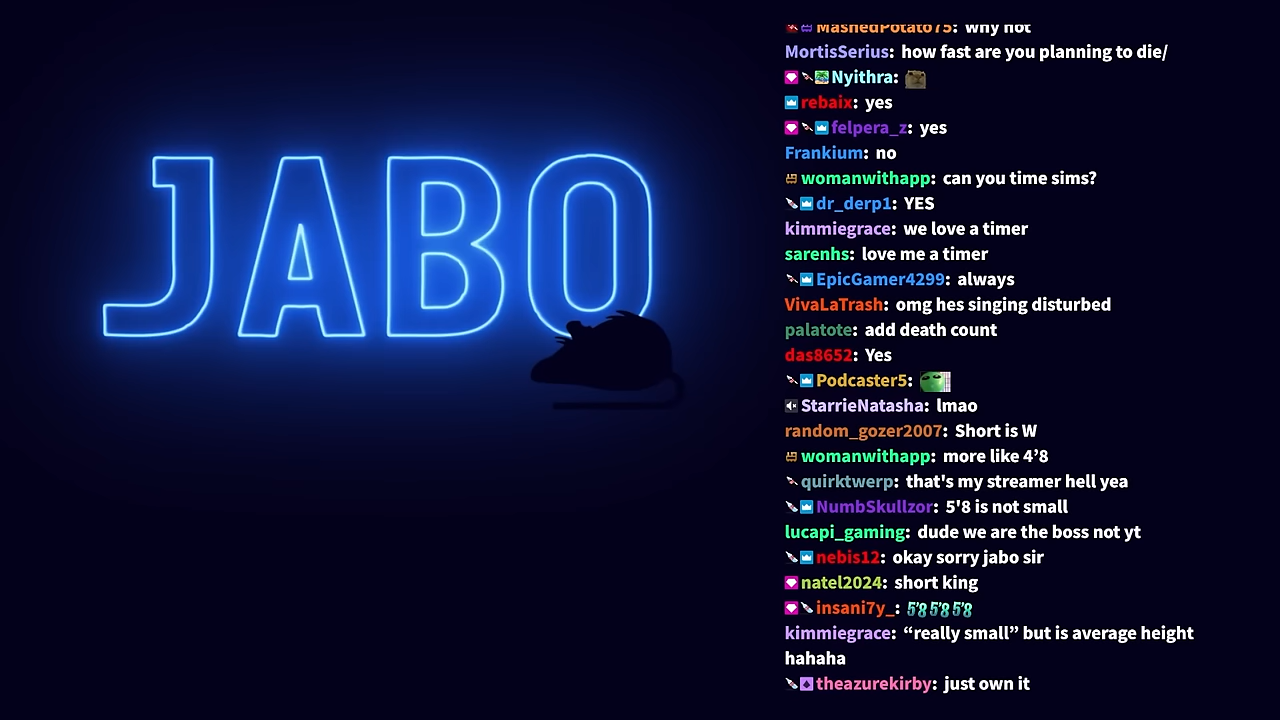 JABO
MashedPotato75: why not
MortisSerius: how fast are you planning to die/
Nyithra:
rebaix: yes
felpera_z: yes
Frankium: no
womanwithapp: can you time sims?
dr_derp1: YES
kimmiegrace: we love a timer
sarenhs: love me a timer
EpicGamer4299: always
VivaLaTrash: omg hes singing disturbed
palatote: add death count
das8652: Yes
Podcaster5:
StarrieNatasha: lmao
random_gozer2007: Short is W
womanwithapp: more like 4’8
quirktwerp: that's my streamer hell yea
NumbSkullzor: 5'8 is not small
lucapi_gaming: dude we are the boss not yt
nebis12: okay sorry jabo sir
natel2024: short king
insani7y_: 5'8 5'8 5'8
kimmiegrace: “really small” but is average height
hahaha
theazurekirby: just own it